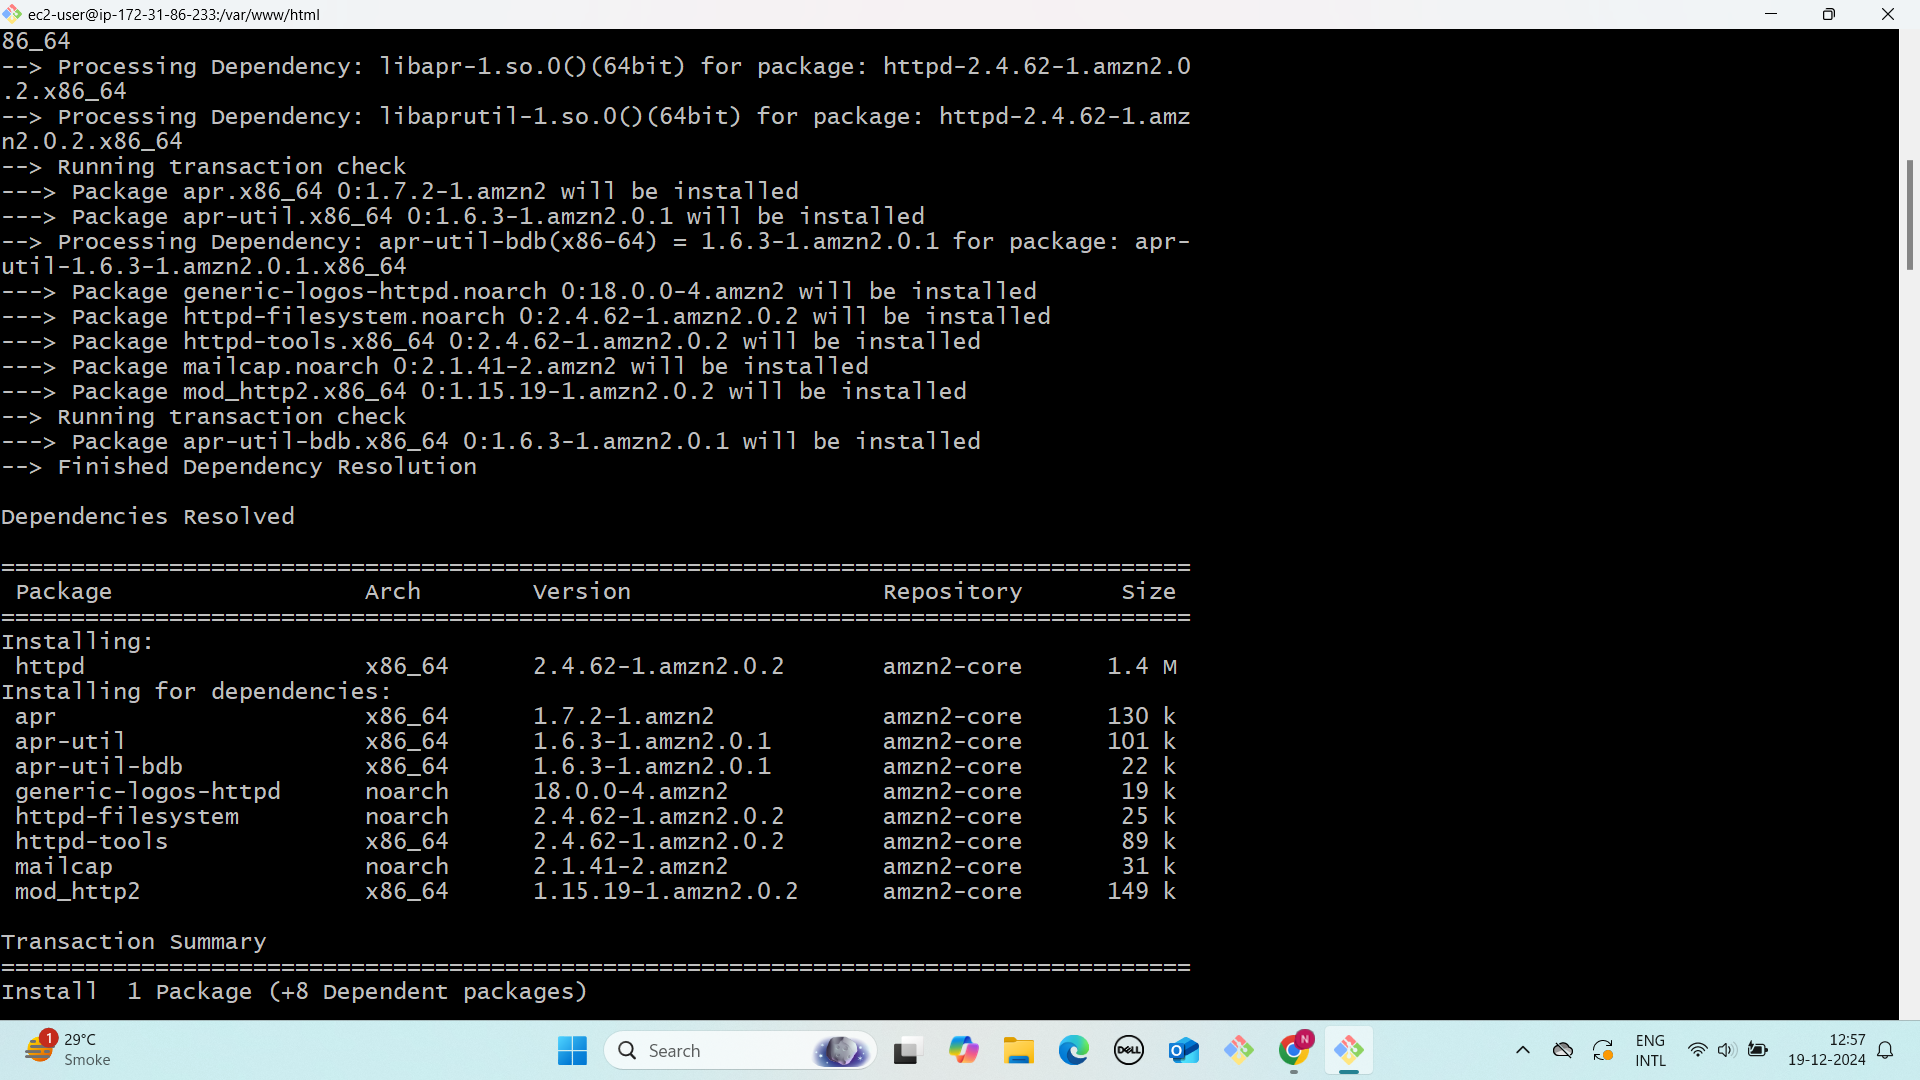 ec2-user@ip-172-31-86-233:/var/www/html
86_64
--> Processing Dependency: libapr-1.so.0()(64bit) for package: httpd-2.4.62-1.amzn2.0
.2.x86_64
--> Processing Dependency: libaprutil-1.so.0()(64bit) for package: httpd-2.4.62-1.amz
n2.0.2.x86_64
--> Running transaction check
---> Package apr.x86_64 0:1.7.2-1.amzn2 will be installed
---> Package apr-util.x86_64 0:1.6.3-1.amzn2.0.1 will be installed
--> Processing Dependency: apr-util-bdb(x86-64) = 1.6.3-1.amzn2.0.1 for package: apr-
util-1.6.3-1.amzn2.0.1.x86_64
---> Package generic-logos-httpd.noarch 0:18.0.0-4.amzn2 will be installed
---> Package httpd-filesystem.noarch 0:2.4.62-1.amzn2.0.2 will be installed
---> Package httpd-tools.x86_64 0:2.4.62-1.amzn2.0.2 will be installed
---> Package mailcap.noarch 0:2.1.41-2.amzn2 will be installed
---> Package mod_http2.x86_64 0:1.15.19-1.amzn2.0.2 will be installed
--> Running transaction check
---> Package apr-util-bdb.x86_64 0:1.6.3-1.amzn2.0.1 will be installed
--> Finished Dependency Resolution
Dependencies Resolved
=====================================================================================
Package Arch Version Repository Size
=====================================================================================
Installing:
httpd x86_64 2.4.62-1.amzn2.0.2 amzn2-core 1.4 M
Installing for dependencies:
apr x86_64 1.7.2-1.amzn2 amzn2-core 130 k
apr-util x86_64 1.6.3-1.amzn2.0.1 amzn2-core 101 k
apr-util-bdb x86_64 1.6.3-1.amzn2.0.1 amzn2-core 22 k
generic-logos-httpd noarch 18.0.0-4.amzn2 amzn2-core 19 k
httpd-filesystem noarch 2.4.62-1.amzn2.0.2 amzn2-core 25 k
httpd-tools x86_64 2.4.62-1.amzn2.0.2 amzn2-core 89 k
mailcap noarch 2.1.41-2.amzn2 amzn2-core 31 k
mod_http2 x86_64 1.15.19-1.amzn2.0.2 amzn2-core 149 k
Transaction Summary
=====================================================================================
Install 1 Package (+8 Dependent packages)
1
29°C
Smoke
Search
DELL
N
ENG
INTL
12:57
19-12-2024